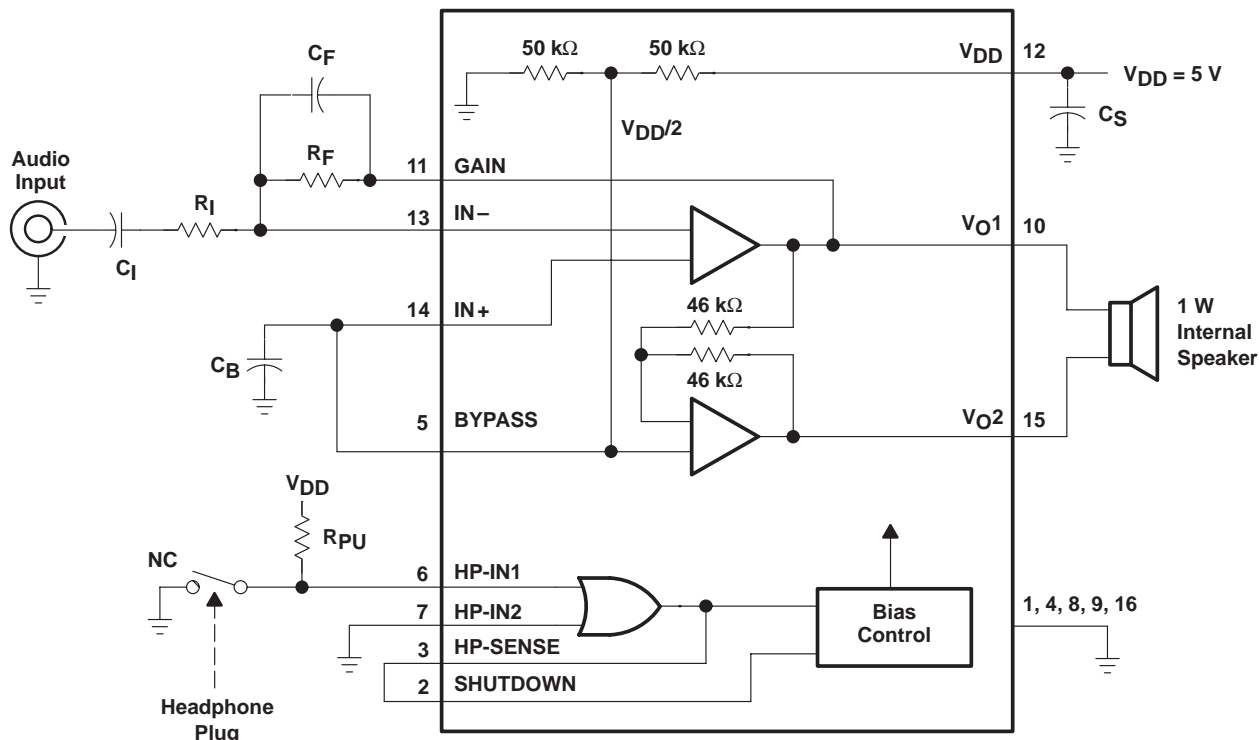 50 kΩ
50 kΩ
VDD
12
VDD = 5 V
CF
CS
VDD/2
RF
11
GAIN
Audio
Input
RI
13
IN−
VO1
10
CI
14
IN+
46 kΩ
1 W
Internal
Speaker
CB
46 kΩ
5
BYPASS
VO2
15
VDD
RPU
NC
6
HP-IN1
7
HP-IN2
Bias
Control
1, 4, 8, 9, 16
3
HP-SENSE
2
SHUTDOWN
Headphone
Plug